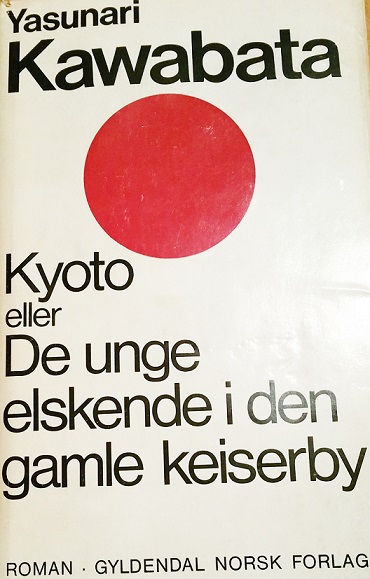 Yasunari
Kawabata
Kyoto
eller
De unge
elskende i den
gamle keiserby
ROMAN · GYLDENDAL NORSK FORLAG